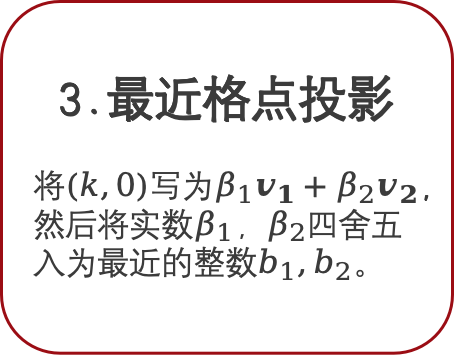 3.最近格点投影
将(k, 0)写为β₁v₁ + β₂v₂,
然后将实数β₁, β₂四舍五
入为最近的整数b₁, b₂。